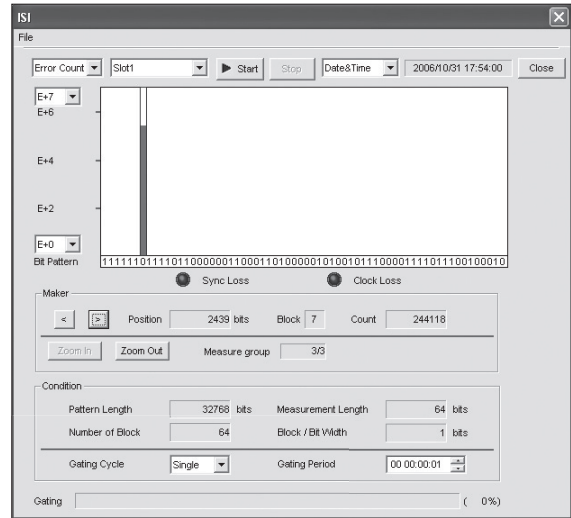 ISI
File
Error Count Slot1 Start Stop Date&Time 2006/10/31 17:54:00 Close
E+7
E+6
E+4
E+2
E+0
Bit Pattern 1111110111101100000011000110100000101001011100001111011100100010
Sync Loss Clock Loss
Maker
< > Position 2439 bits Block 7 Count 244118
Zoom In Zoom Out Measure group 3/3
Condition
Pattern Length 32768 bits Measurement Length 64 bits
Number of Block 64 Block / Bit Width 1 bits
Gating Cycle Single Gating Period 00 00:00:01
Gating ( 0%)